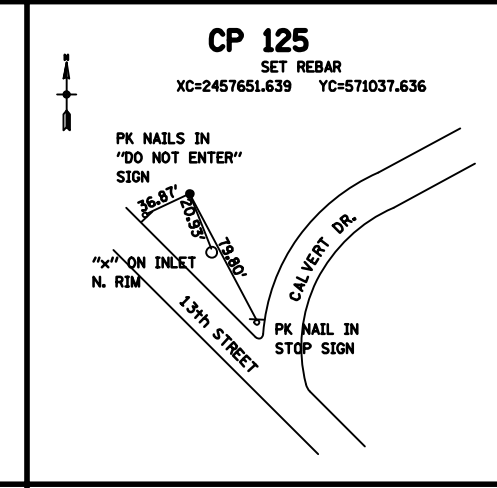 CP 125
SET REBAR
XC=2457651.639 YC=571037.636
N
PK NAILS IN
"DO NOT ENTER"
SIGN
36.87'
20.93'
79.80'
"x" ON INLET
N. RIM
13th STREET
CALVERT DR.
PK NAIL IN
STOP SIGN